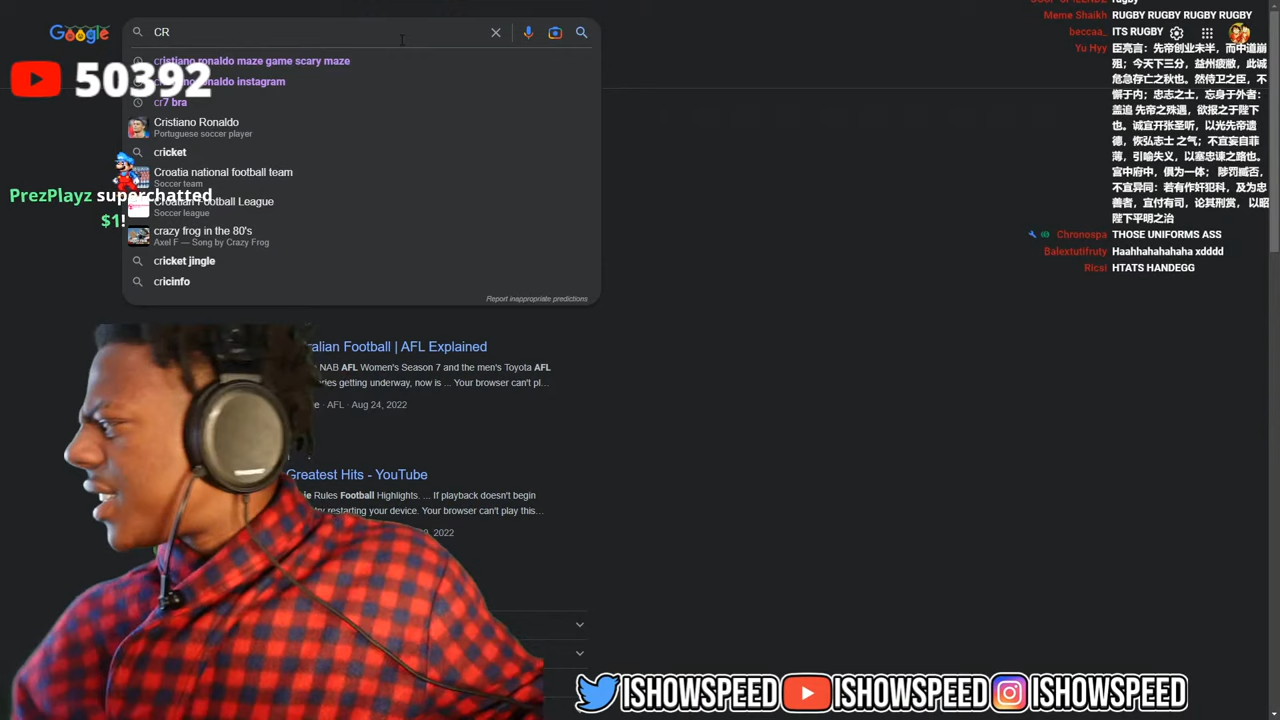 Google
CR
cristiano ronaldo maze game scary maze
ronaldo instagram
cr7 bra
Cristiano Ronaldo
Portuguese soccer player
cricket
Croatia national football team
Soccer team
Croatian Football League
Soccer league
crazy frog in the 80's
Axel F — Song by Crazy Frog
cricket jingle
cricinfo
Report inappropriate predictions
50392
PrezPlayz superchatted
$1!
alian Football | AFL Explained
NAB AFL Women's Season 7 and the men's Toyota AFL
ries getting underway, now is ... Your browser can't pl...
AFL · Aug 24, 2022
Greatest Hits - YouTube
ie Rules Football Highlights. ... If playback doesn't begin
try restarting your device. Your browser can't play this...
2022
Meme Shaikh RUGBY RUGBY RUGBY RUGBY
beccaa_ ITS RUGBY
Yu Hyy 臣亮言：先帝创业未半，而中道崩
殂；今天下三分，益州疲敝，此诚
危急存亡之秋也。然侍卫之臣，不
懈于内；忠志之士，忘身于外者：
盖追 先帝之殊遇，欲报之于陛下
也。诚宜开张圣听，以光先帝遗
德，恢弘志士 之气；不宜妄自菲
薄，引喻失义，以塞忠谏之路也。
宫中府中，俱为一体； 陟罚臧否，
不宜异同：若有作奸犯科，及为忠
善者，宜付有司，论其刑赏， 以昭
陛下平明之治
Chronospa THOSE UNIFORMS ASS
Balextutifruty Haahhahahahaha xdddd
Ricsi HTATS HANDEGG
ISHOWSPEED ISHOWSPEED ISHOWSPEED